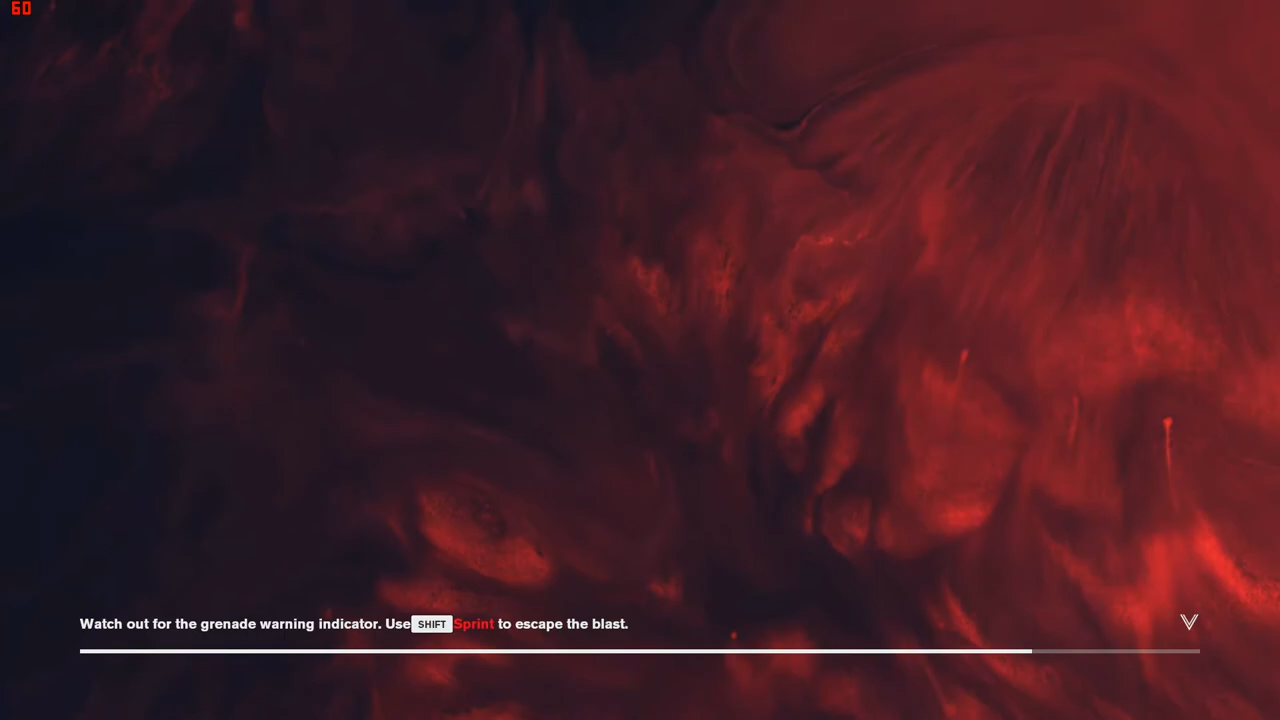 60
Watch out for the grenade warning indicator. Use SHIFT Sprint to escape the blast.